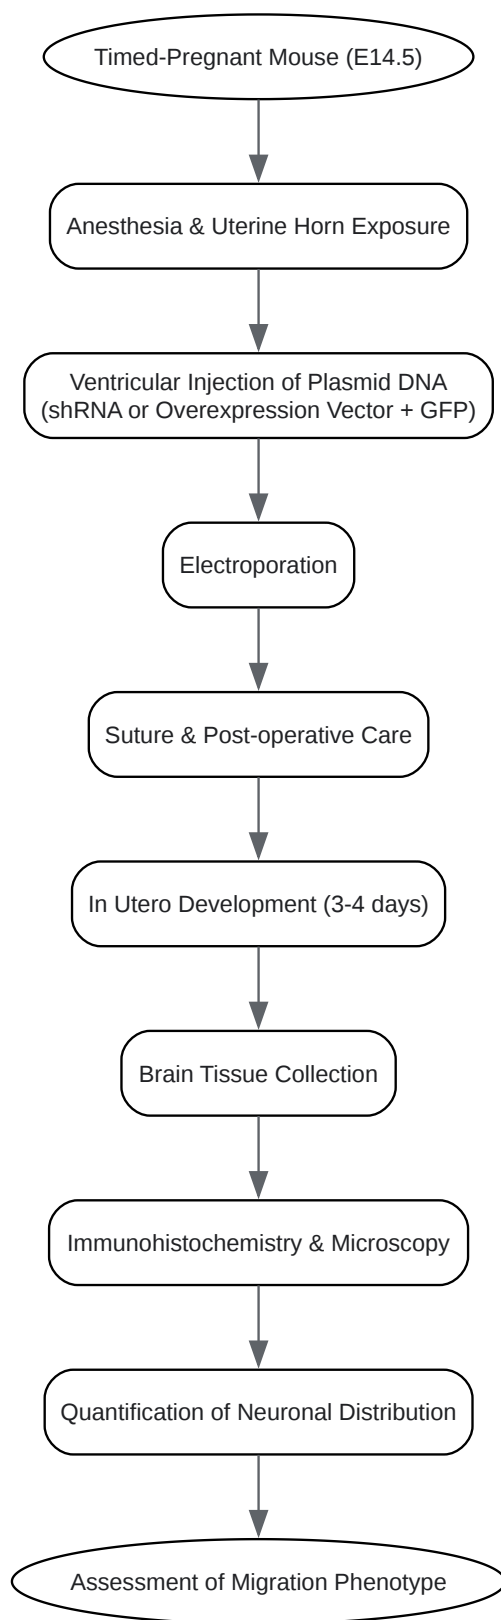 Timed-Pregnant Mouse (E14.5)
Anesthesia & Uterine Horn Exposure
Ventricular Injection of Plasmid DNA
(shRNA or Overexpression Vector + GFP)
Electroporation
Suture & Post-operative Care
In Utero Development (3-4 days)
Brain Tissue Collection
Immunohistochemistry & Microscopy
Quantification of Neuronal Distribution
Assessment of Migration Phenotype